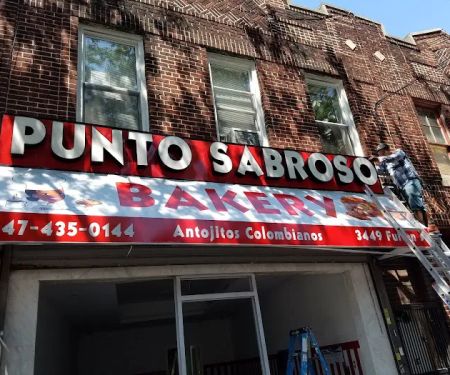 PUNTO SABROSO
BAKERY
47-435-0144 Antojitos Colombianos 3449